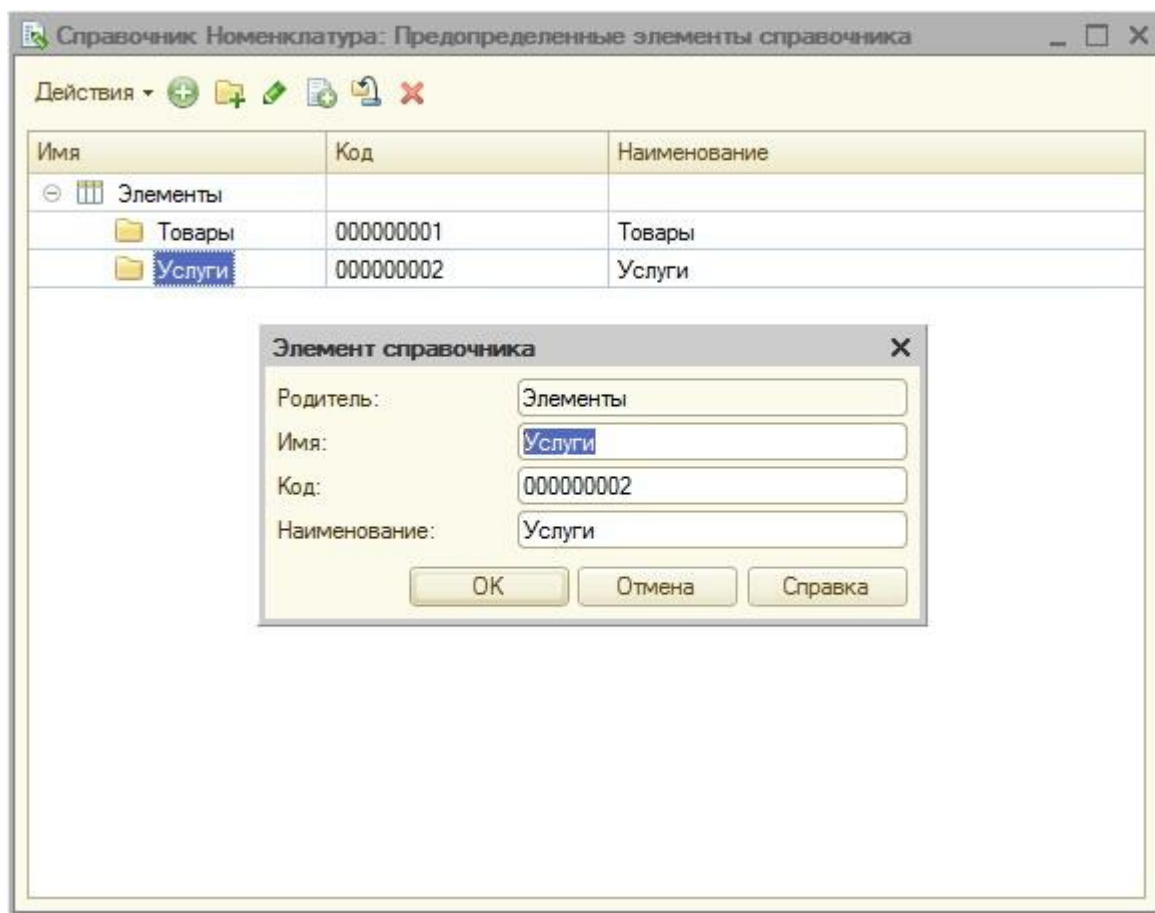 Справочник Номенклатура: Предопределенные элементы справочника
Действия
Имя Код Наименование
Элементы
Товары 000000001 Товары
Услуги 000000002 Услуги
Элемент справочника
Родитель: Элементы
Имя: Услуги
Код: 000000002
Наименование: Услуги
ОК Отмена Справка